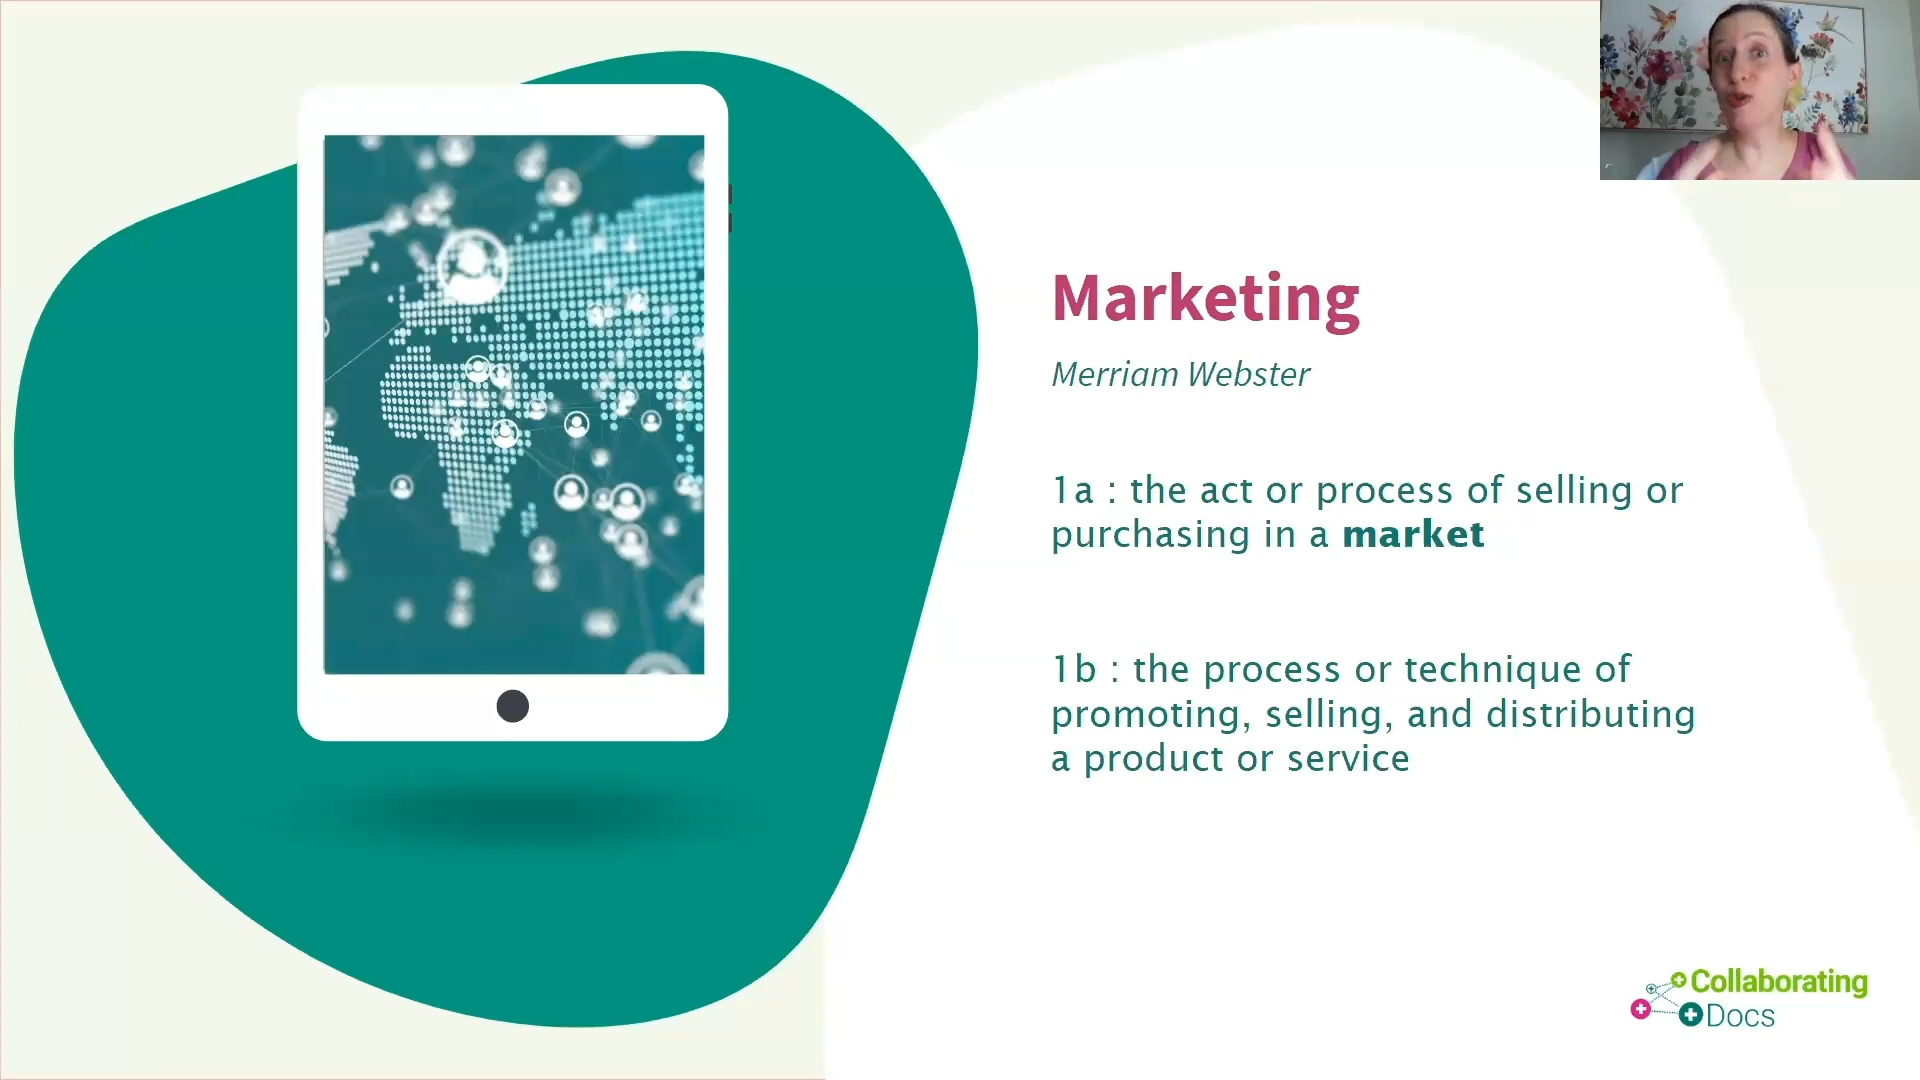 Marketing
Merriam Webster
1a : the act or process of selling or
purchasing in a market
1b : the process or technique of
promoting, selling, and distributing
a product or service
Collaborating
Docs